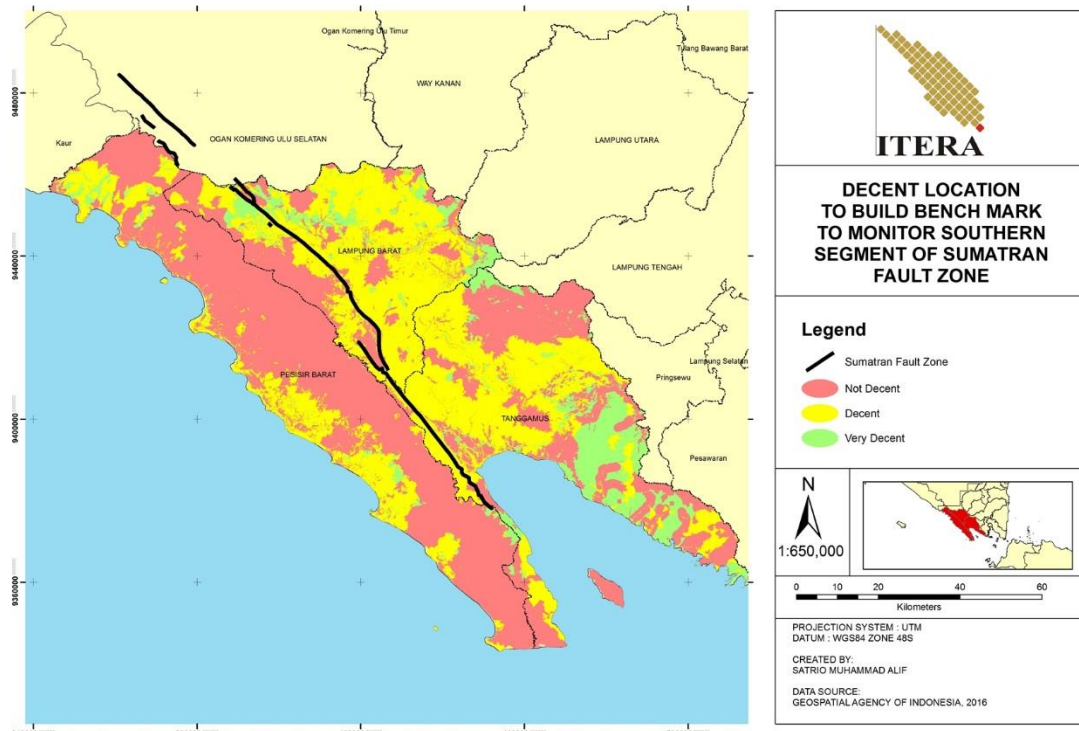 Ogan Komering Ulu Timur
Tulang Bawang Barat
WAY KANAN
9480000
OGAN KOMERING ULU SELATAN
LAMPUNG UTARA
Kaur
LAMPUNG BARAT
9440000
LAMPUNG TENGAH
Lampung Selatan
PESISIR BARAT
Pringsewu
9400000
TANGGAMUS
Pesawaran
9360000
ITERA
DECENT LOCATION
TO BUILD BENCH MARK
TO MONITOR SOUTHERN
SEGMENT OF SUMATRAN
FAULT ZONE
Legend
Sumatran Fault Zone
Not Decent
Decent
Very Decent
N
1:650,000
0 5 10 20 40 60
Kilometers
PROJECTION SYSTEM : UTM
DATUM : WGS84 ZONE 48S
CREATED BY:
SATRIO MUHAMMAD ALIF
DATA SOURCE:
GEOSPATIAL AGENCY OF INDONESIA, 2016